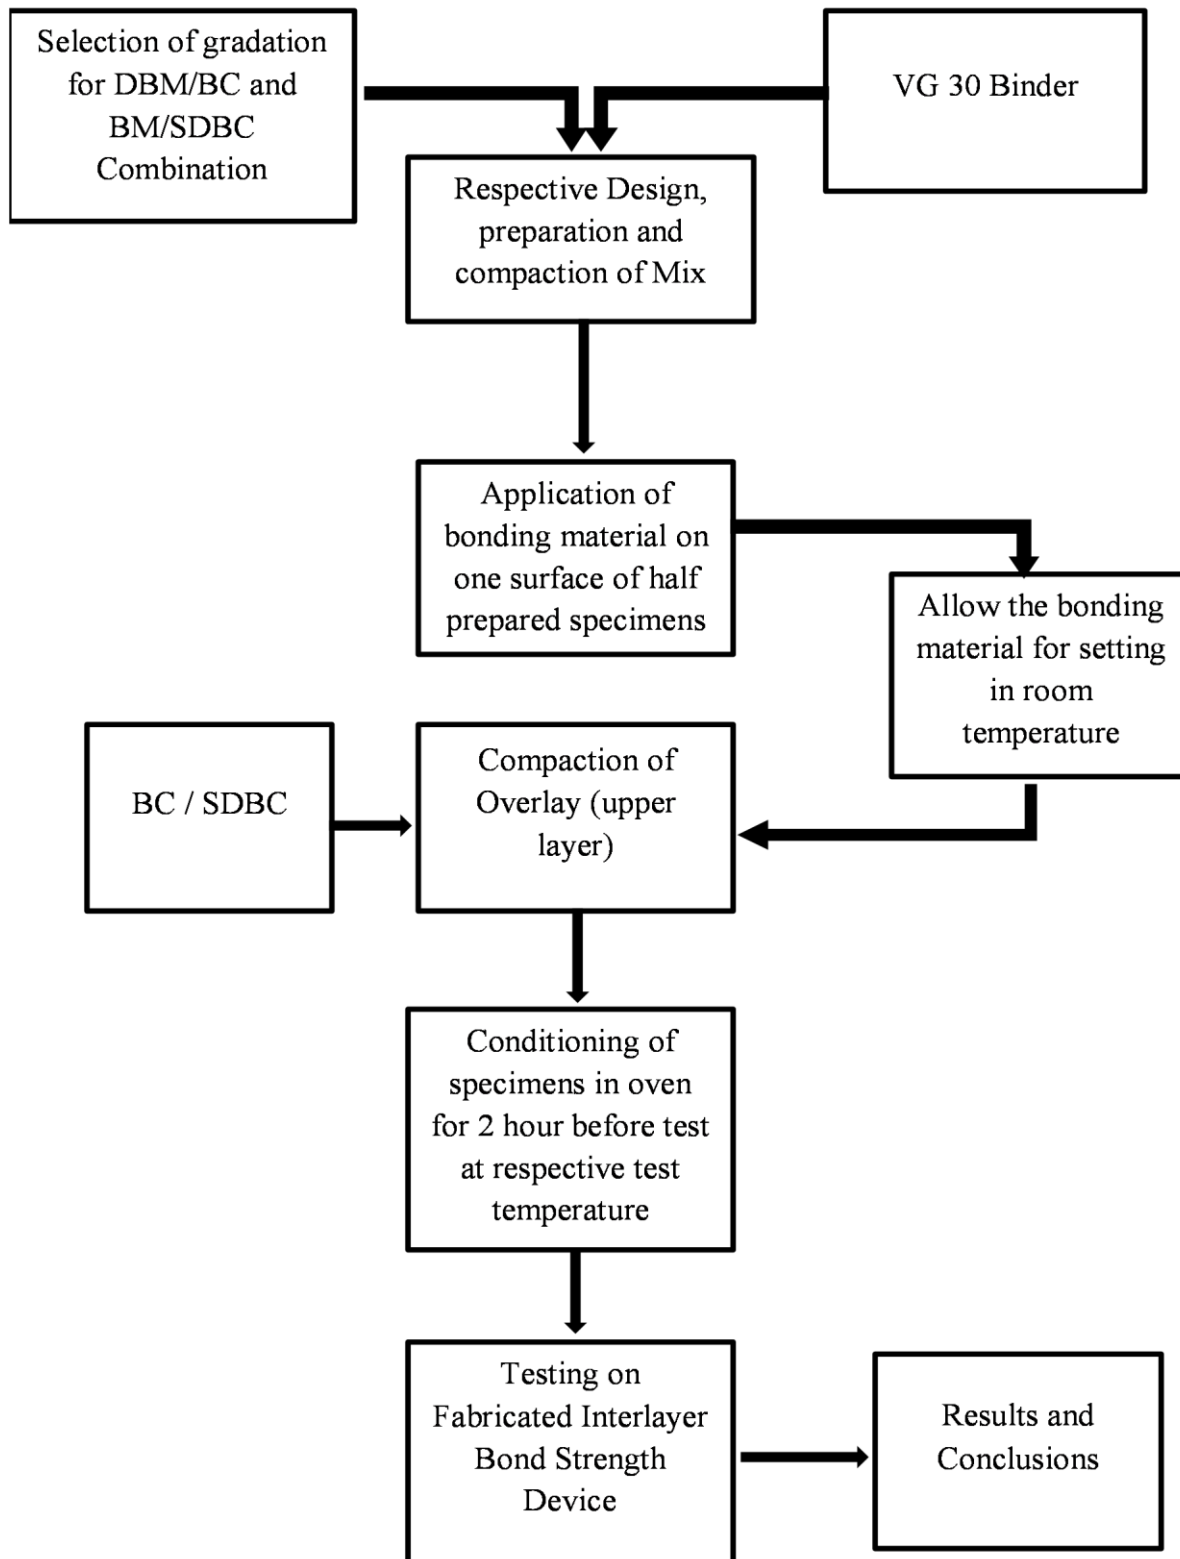 Selection of gradation
for DBM/BC and
BM/SDBC
Combination
VG 30 Binder
Respective Design,
preparation and
compaction of Mix
Application of
bonding material on
one surface of half
prepared specimens
Allow the bonding
material for setting
in room
temperature
BC / SDBC
Compaction of
Overlay (upper
layer)
Conditioning of
specimens in oven
for 2 hour before test
at respective test
temperature
Testing on
Fabricated Interlayer
Bond Strength
Device
Results and
Conclusions